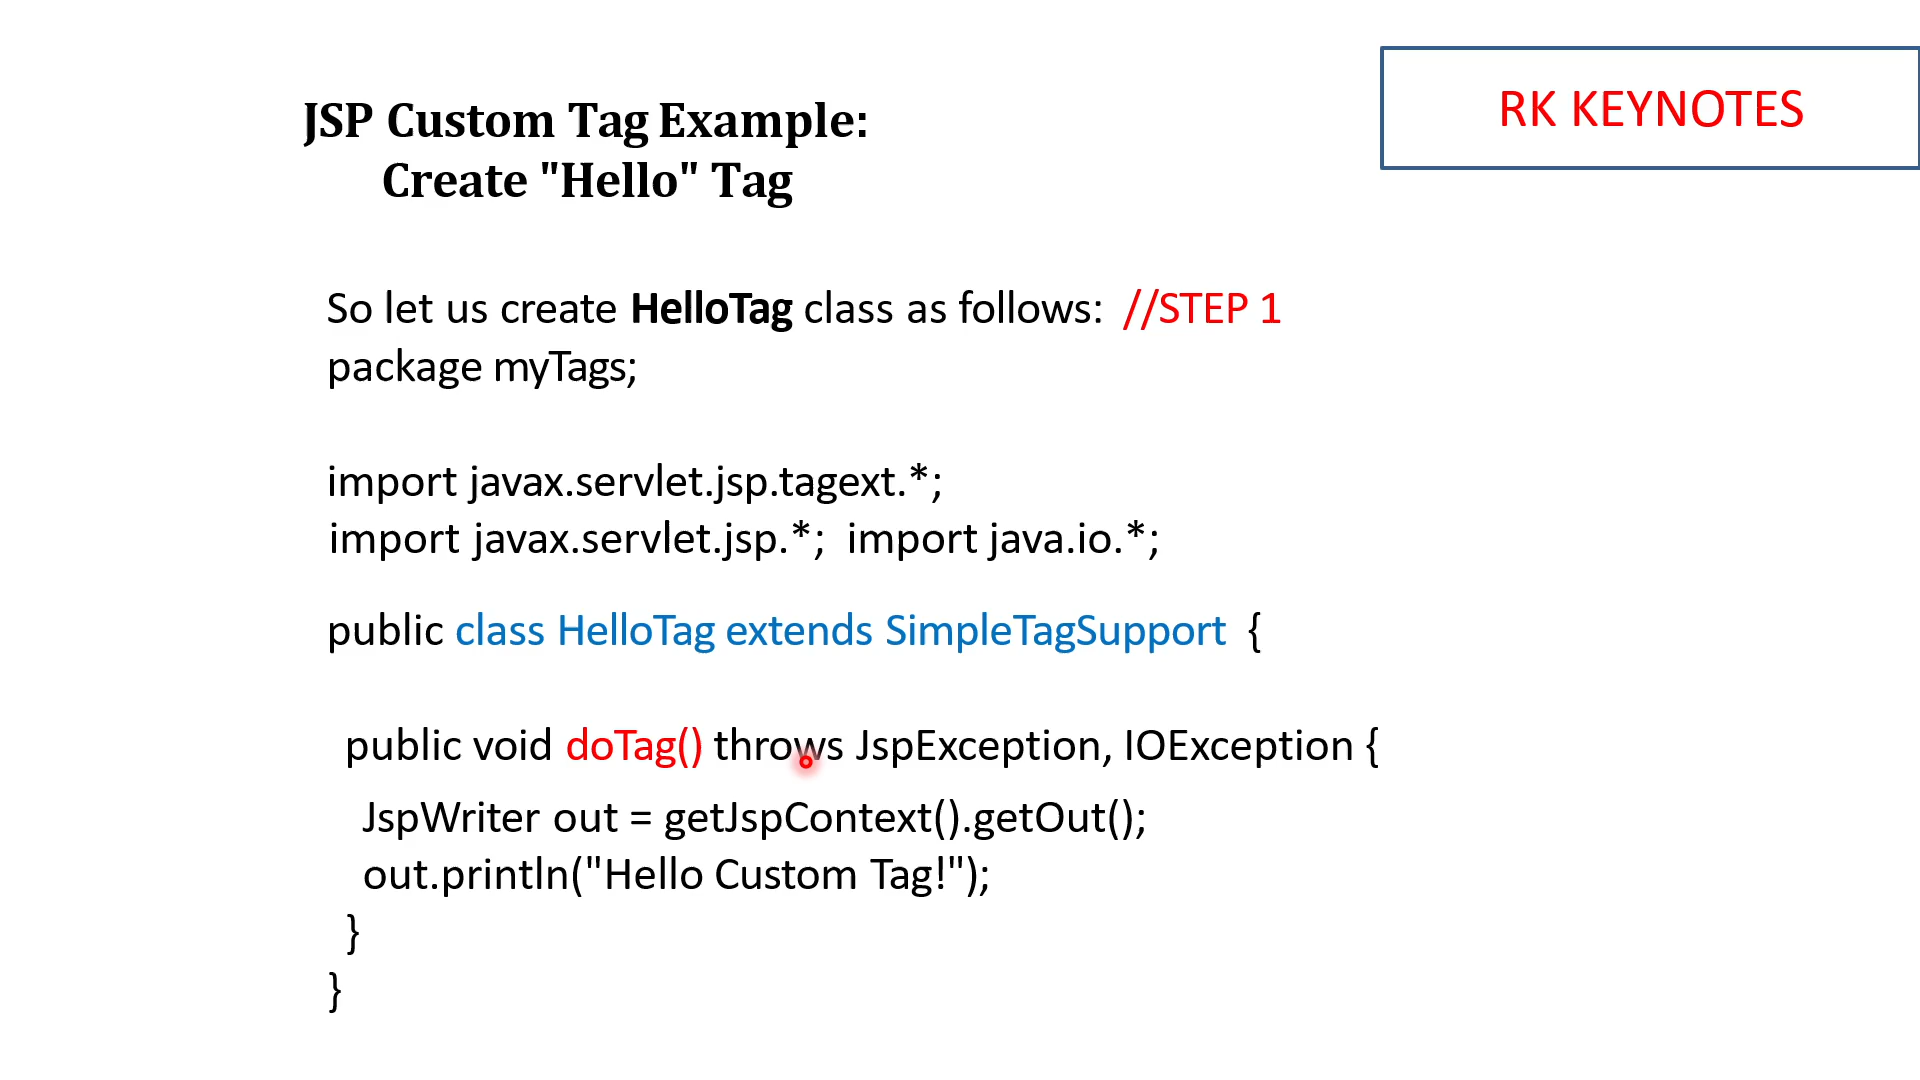 RK KEYNOTES
JSP Custom Tag Example:
Create "Hello" Tag
So let us create HelloTag class as follows: //STEP 1
package myTags;
import javax.servlet.jsp.tagext.*;
import javax.servlet.jsp.*; import java.io.*;
public class HelloTag extends SimpleTagSupport {
public void doTag() throws JspException, IOException {
JspWriter out = getJspContext().getOut();
out.println("Hello Custom Tag!");
}
}